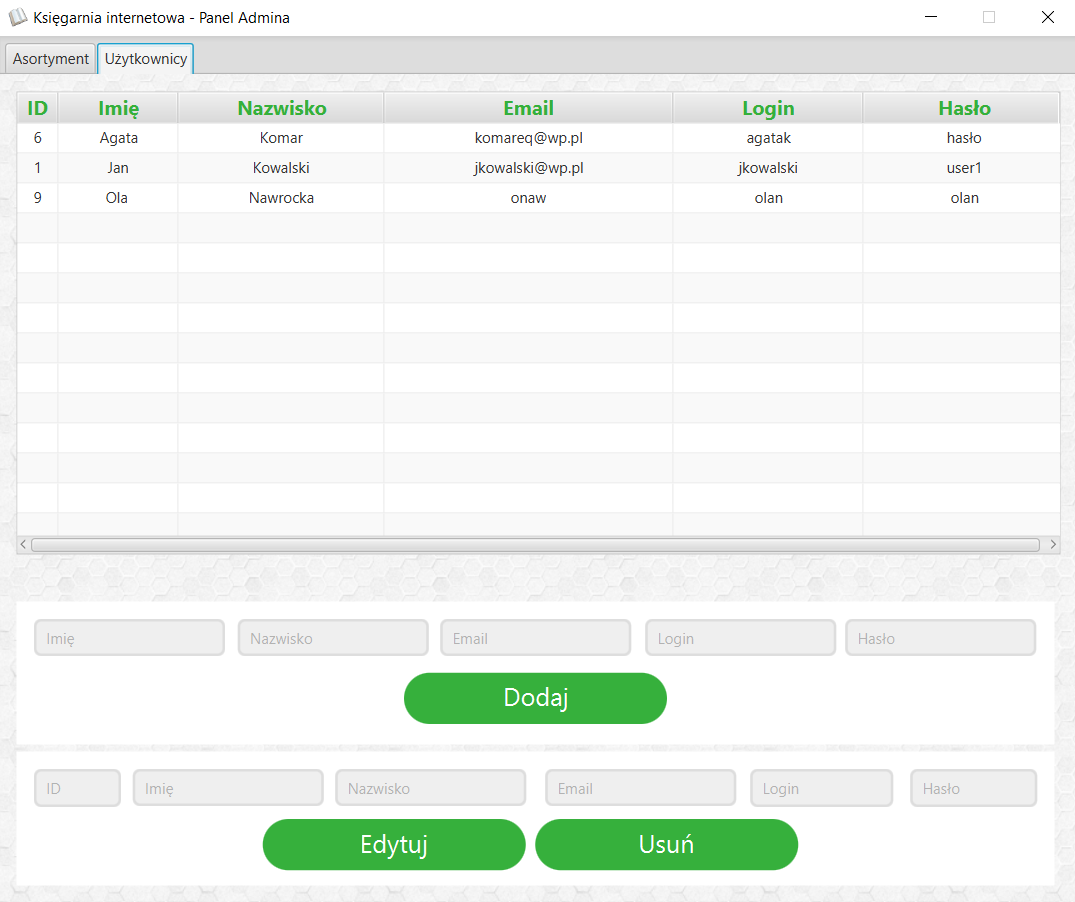 Księgarnia internetowa - Panel Admina
Asortyment Użytkownicy
ID Imię Nazwisko Email Login Hasło
6 Agata Komar komareq@wp.pl agatak hasło
1 Jan Kowalski jkowalski@wp.pl jkowalski user1
9 Ola Nawrocka onaw olan olan
Imię Nazwisko Email Login Hasło
Dodaj
ID Imię Nazwisko Email Login Hasło
Edytuj Usuń